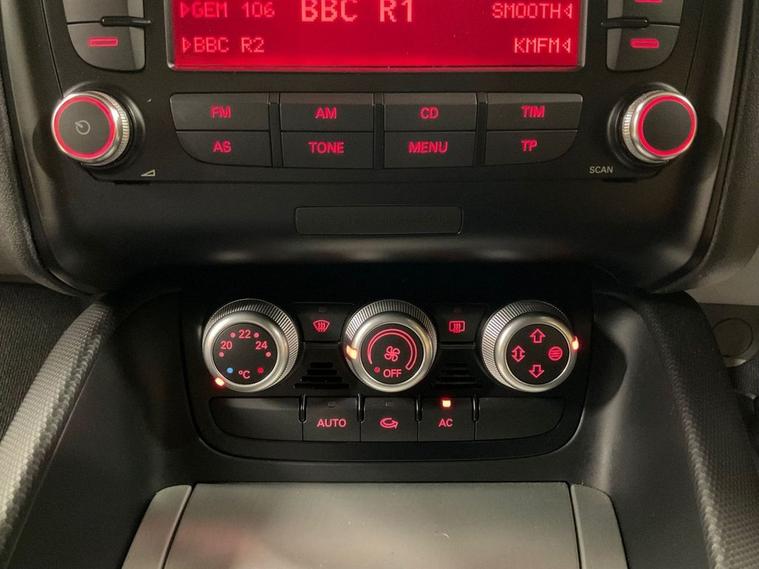 GEM 106 BBC R1 SMOOTH
BBC R2 KMFM
FM AM CD TIM
AS TONE MENU TP
SCAN
20 22 24
°C
OFF
AUTO AC